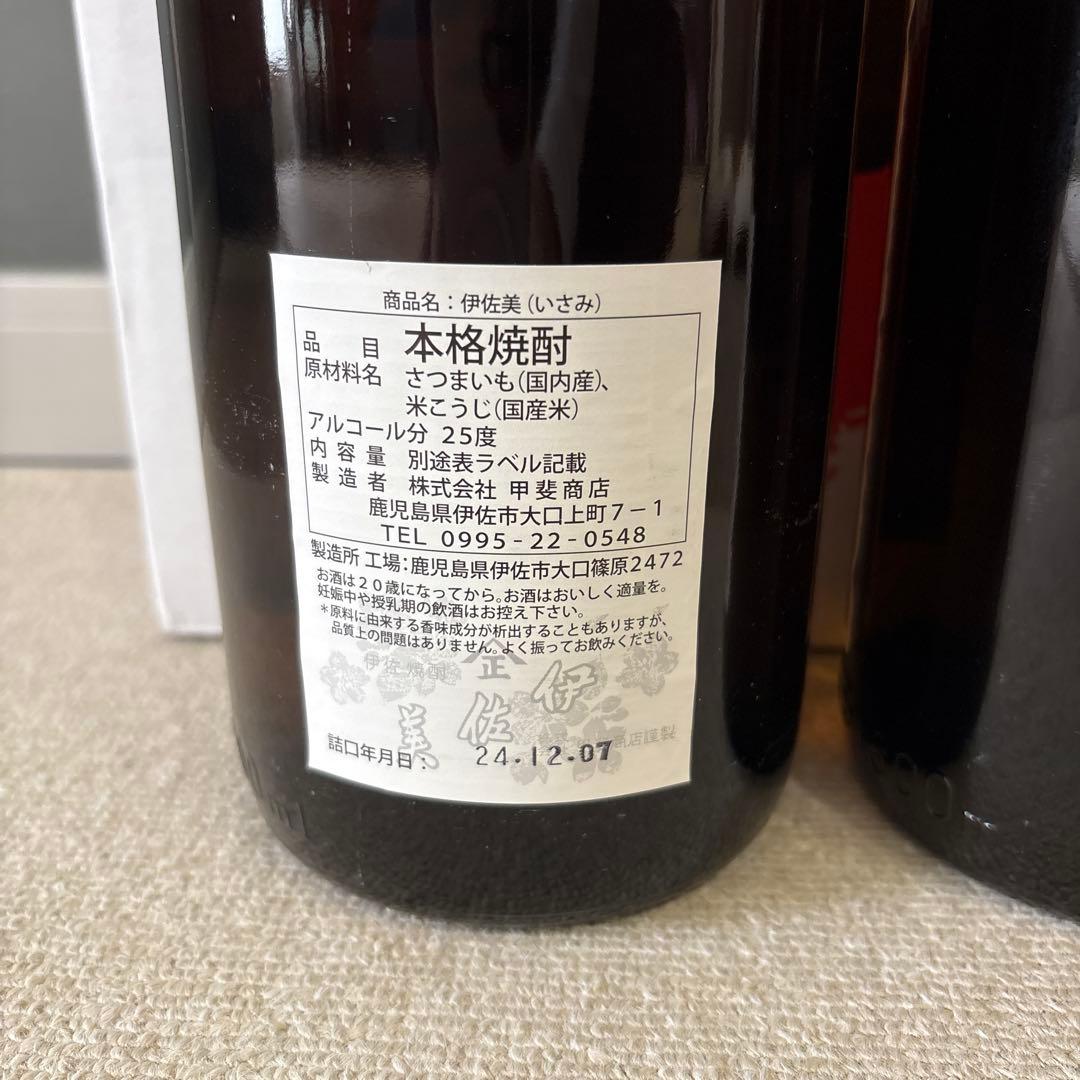 商品名：伊佐美（いさみ）
品　目　本格焼酎
原材料名　さつまいも（国内産）、
米こうじ（国産米）
アルコール分 25度
内 容 量　別途表ラベル記載
製 造 者　株式会社 甲斐商店
鹿児島県伊佐市大口上町７－１
TEL 0995-22-0548
製造所 工場：鹿児島県伊佐市大口篠原2472
お酒は２０歳になってから。お酒はおいしく適量を。
妊娠中や授乳期の飲酒はお控え下さい。
＊原料に由来する香味成分が析出することもありますが、
品質上の問題はありません。よく振ってお飲みください。
伊佐焼酎
伊佐美
商店謹製
詰口年月日： 24.12.07